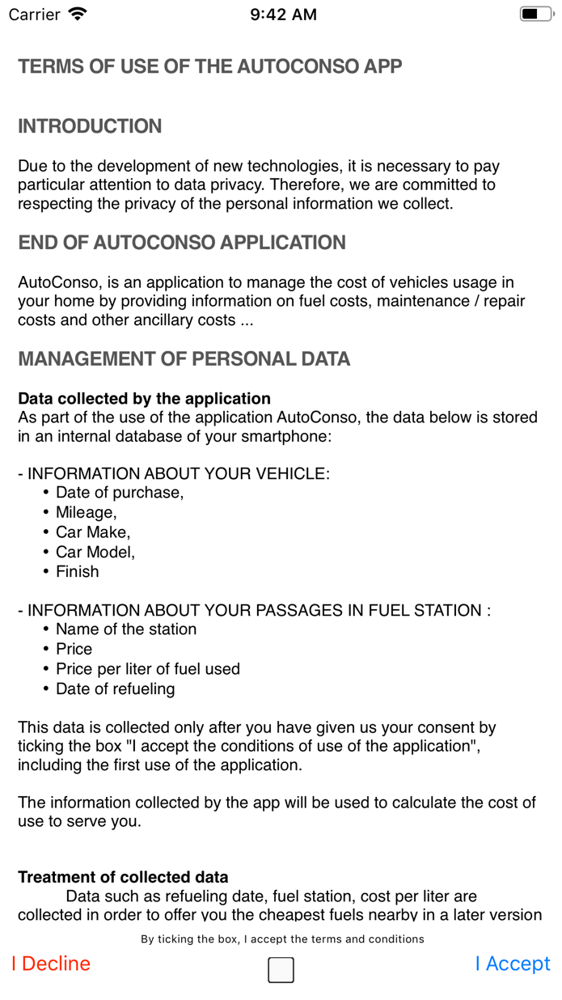 Carrier 9:42 AM
TERMS OF USE OF THE AUTOCONSO APP
INTRODUCTION
Due to the development of new technologies, it is necessary to pay
particular attention to data privacy. Therefore, we are committed to
respecting the privacy of the personal information we collect.
END OF AUTOCONSO APPLICATION
AutoConso, is an application to manage the cost of vehicles usage in
your home by providing information on fuel costs, maintenance / repair
costs and other ancillary costs ...
MANAGEMENT OF PERSONAL DATA
Data collected by the application
As part of the use of the application AutoConso, the data below is stored
in an internal database of your smartphone:
- INFORMATION ABOUT YOUR VEHICLE:
• Date of purchase,
• Mileage,
• Car Make,
• Car Model,
• Finish
- INFORMATION ABOUT YOUR PASSAGES IN FUEL STATION :
• Name of the station
• Price
• Price per liter of fuel used
• Date of refueling
This data is collected only after you have given us your consent by
ticking the box "I accept the conditions of use of the application",
including the first use of the application.
The information collected by the app will be used to calculate the cost of
use to serve you.
Treatment of collected data
Data such as refueling date, fuel station, cost per liter are
collected in order to offer you the cheapest fuels nearby in a later version
By ticking the box, I accept the terms and conditions
I Decline I Accept